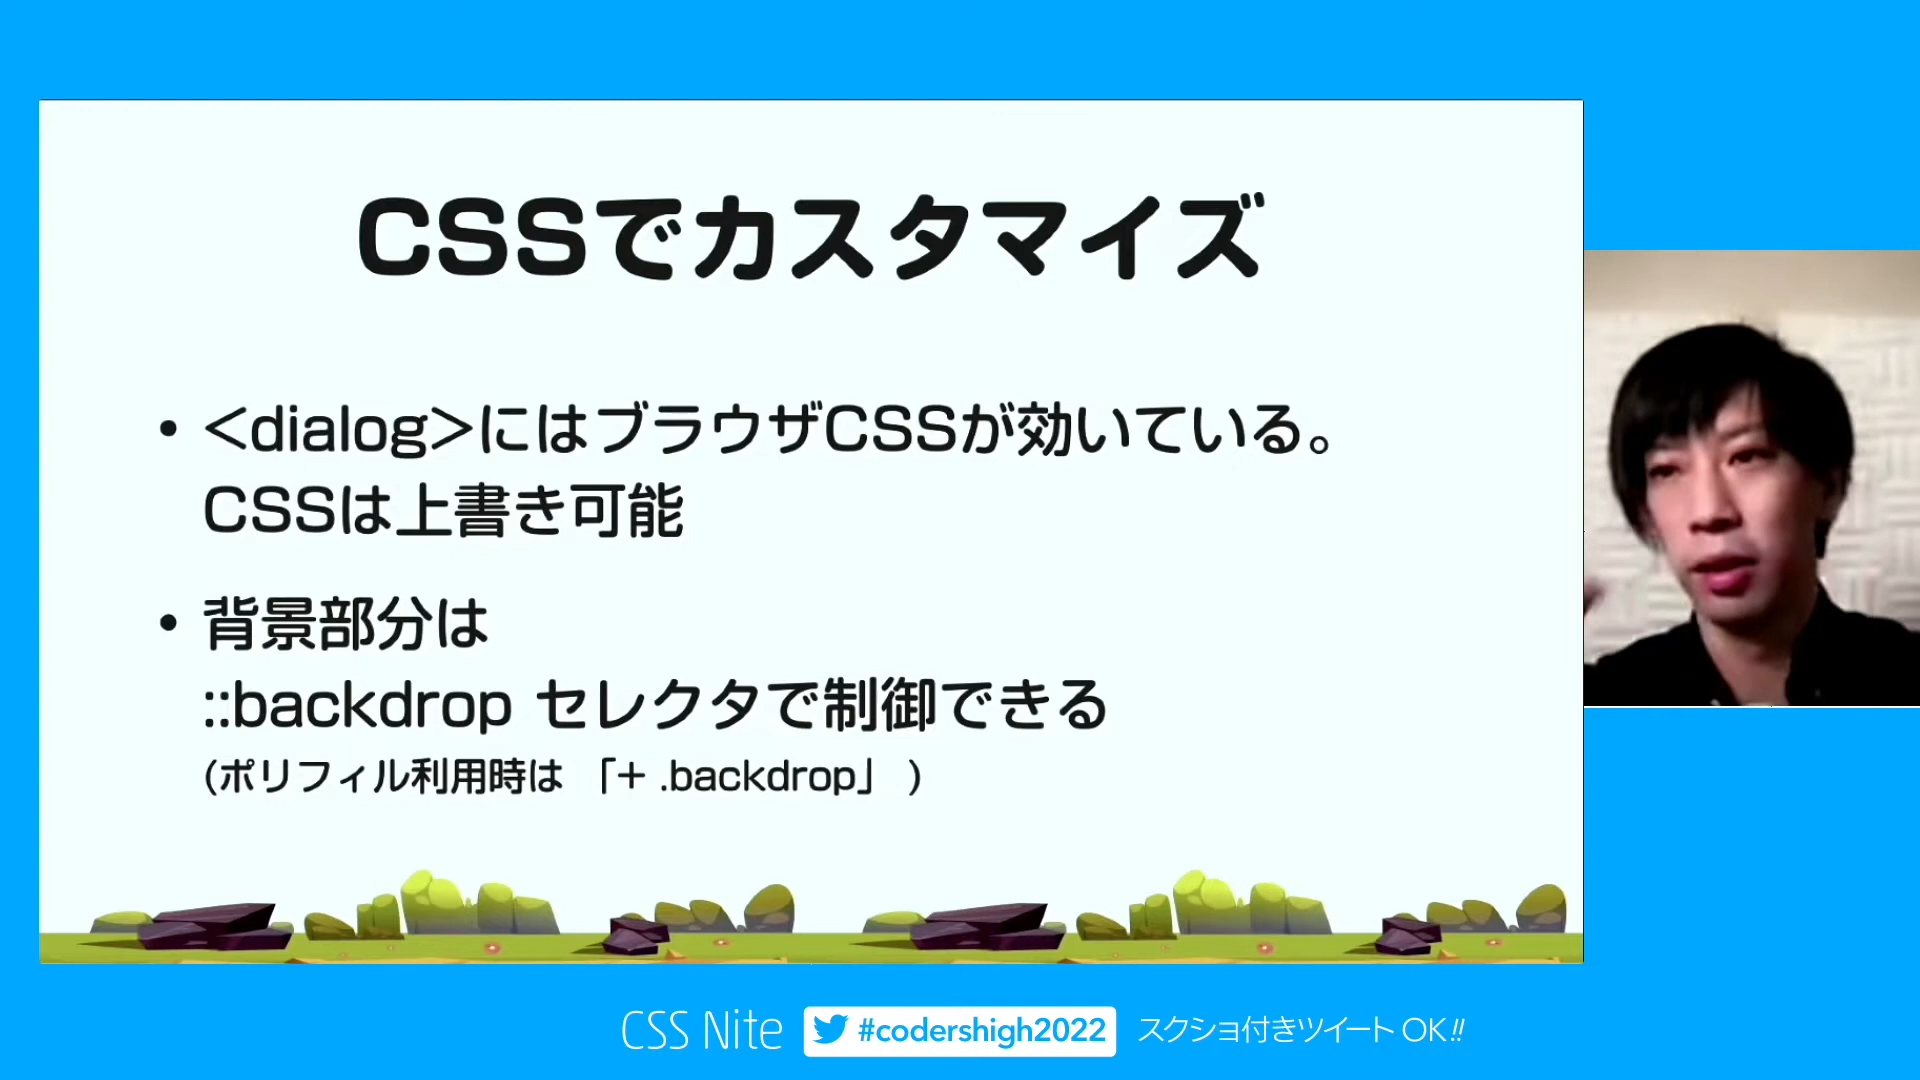 CSSでカスタマイズ
• <dialog>にはブラウザCSSが効いている。
CSSは上書き可能
• 背景部分は
::backdrop セレクタで制御できる
(ポリフィル利用時は 「+ .backdrop」 )
CSS Nite #codershigh2022 スクショ付きツイート OK!!